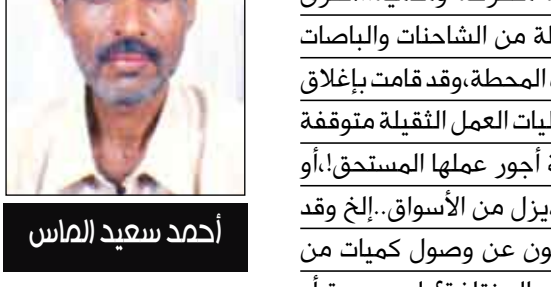 لة من الشاحنات والباصات
المحطة،وقد قامت بإغلاق
ليات العمل الثقيلة متوقفة
ة أجور عملها المستحق!،أو
يزل من الأسواق..إلخ وقد
ون عن وصول كميات من
أحمد سعيد الماس